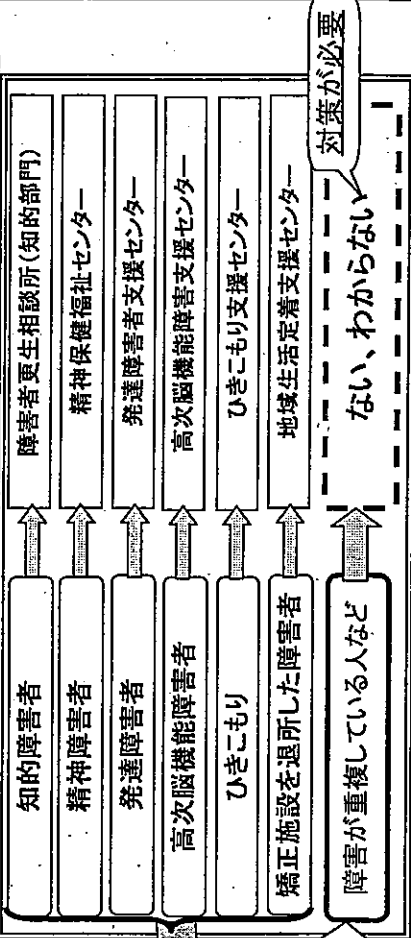 知的障害者
障害者更生相談所(知的部門)
精神障害者
精神保健福祉センター
発達障害者
発達障害者支援センター
高次脳機能障害者
高次脳機能障害支援センター
ひきこもり
ひきこもり支援センター
矯正施設を退所した障害者
地域生活定着支援センター
障害が重複している人など
ない、わからない
対策が必要